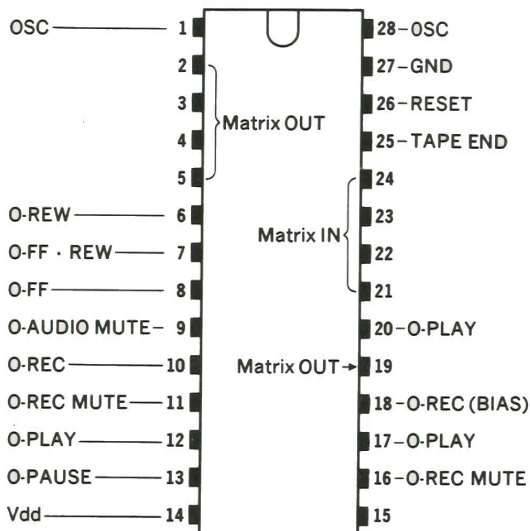 OSC 1 28-OSC
2 27-GND
3 Matrix OUT 26-RESET
4 25-TAPE END
5 24
O-REW 6 Matrix IN 23
O-FF · REW 7 22
O-FF 8 21
O-AUDIO MUTE- 9 20-O-PLAY
O-REC 10 Matrix OUT→ 19
O-REC MUTE 11 18-O-REC (BIAS)
O-PLAY 12 17-O-PLAY
O-PAUSE 13 16-O-REC MUTE
Vdd 14 15